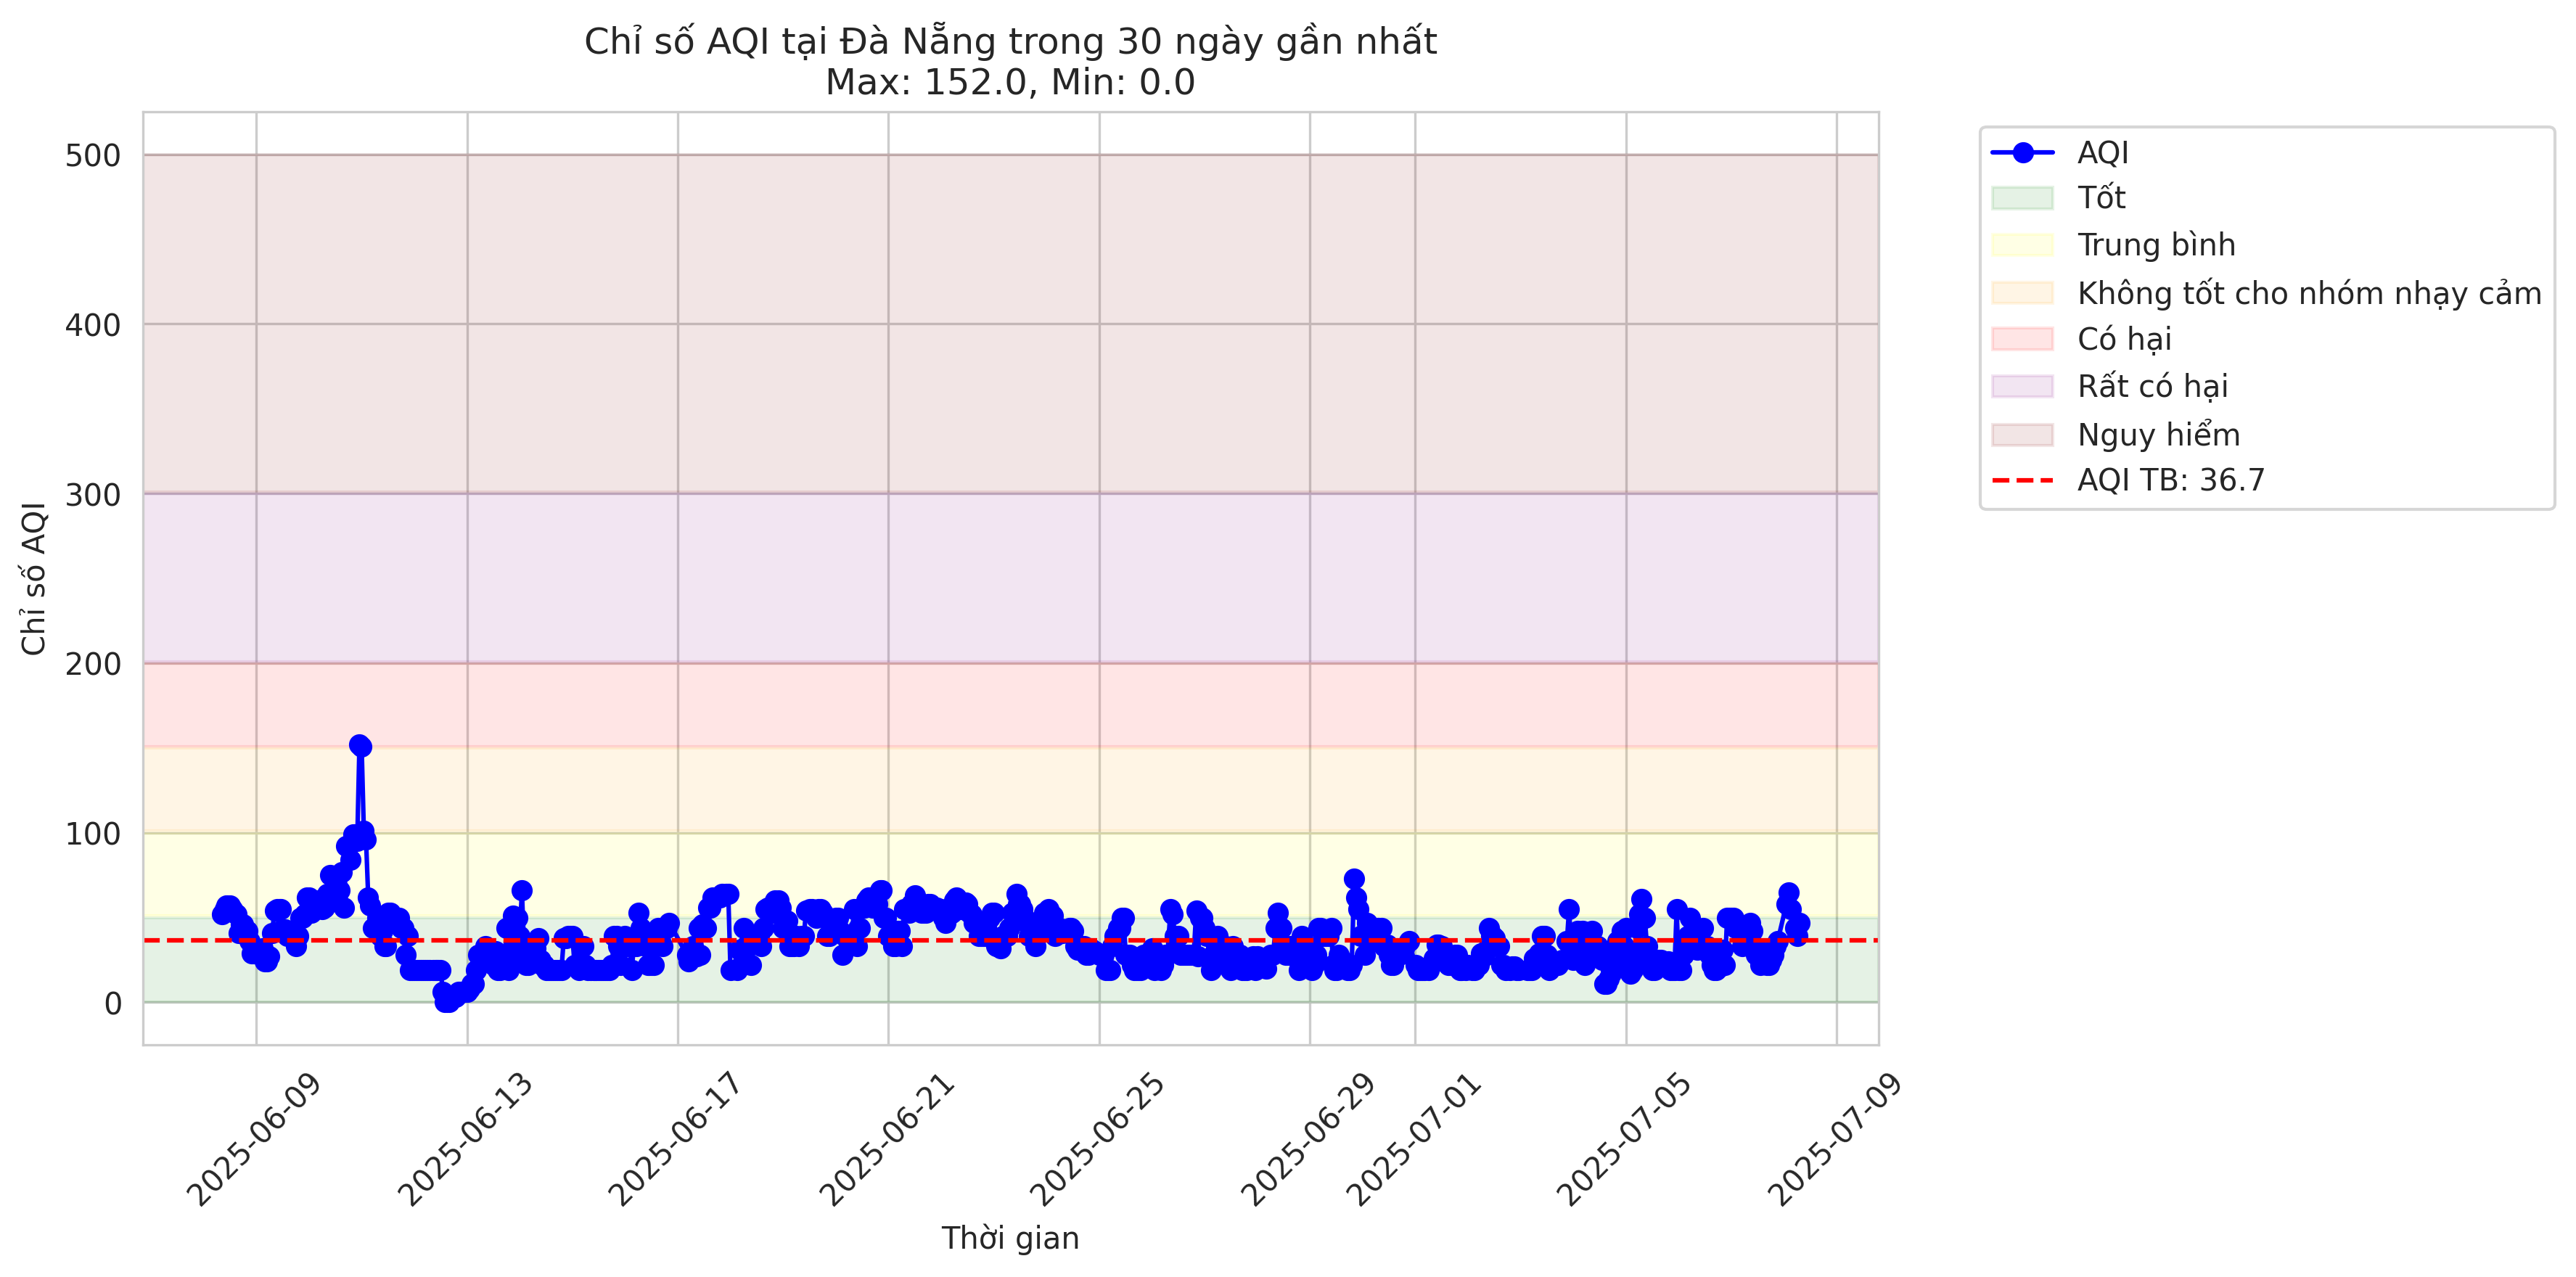 Chỉ số AQI tại Đà Nẵng trong 30 ngày gần nhất
Max: 152.0, Min: 0.0
Chỉ số AQI
500
400
300
200
100
0
2025-06-09
2025-06-13
2025-06-17
2025-06-21
2025-06-25
2025-06-29
2025-07-01
2025-07-05
2025-07-09
Thời gian
AQI
Tốt
Trung bình
Không tốt cho nhóm nhạy cảm
Có hại
Rất có hại
Nguy hiểm
AQI TB: 36.7